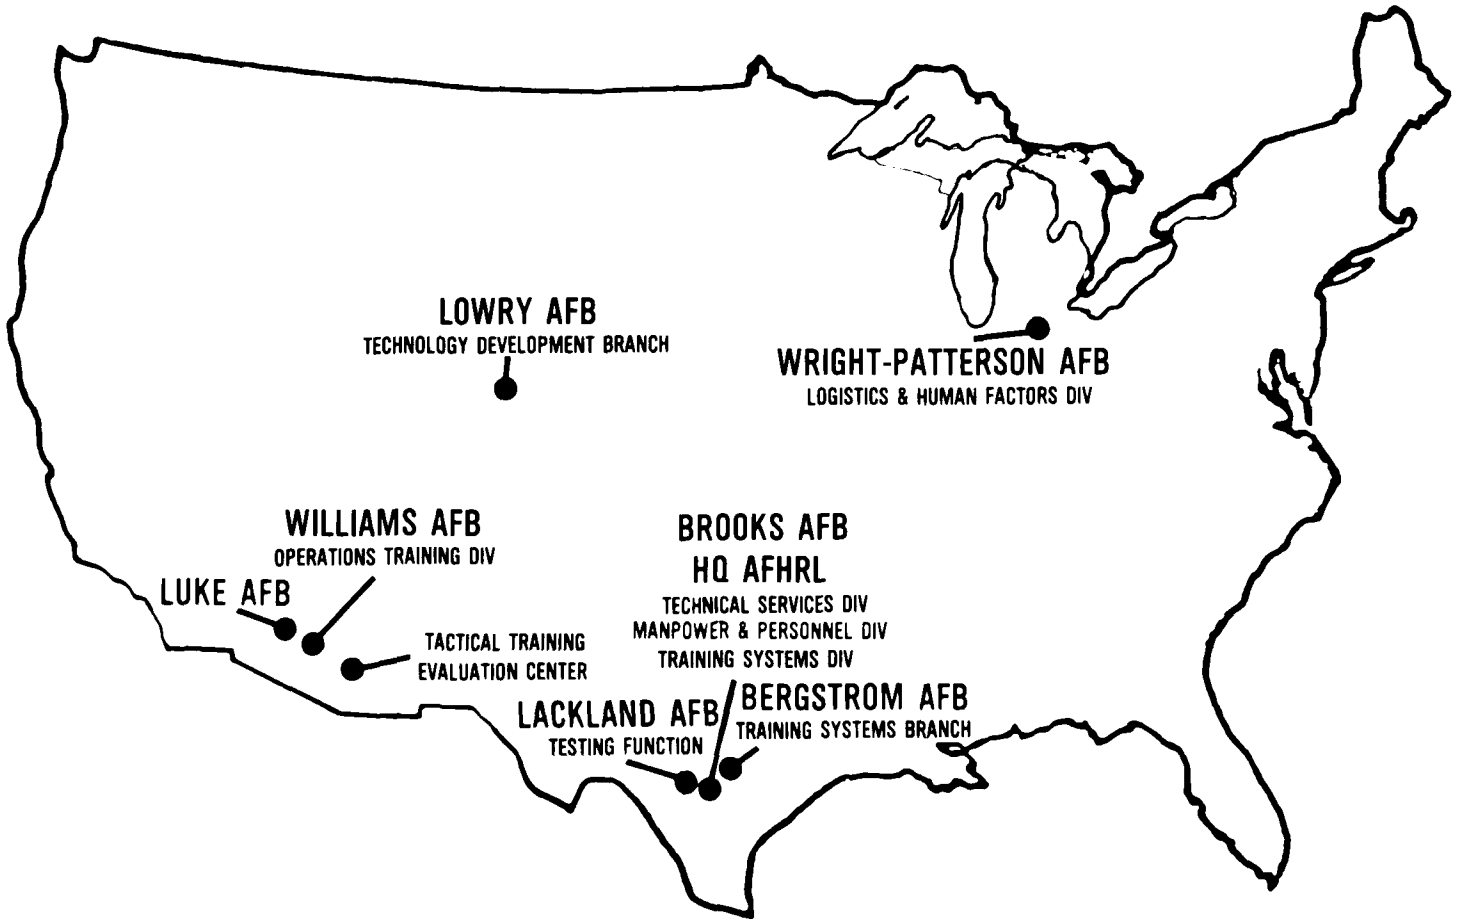 LOWRY AFB
TECHNOLOGY DEVELOPMENT BRANCH
WRIGHT-PATTERSON AFB
LOGISTICS & HUMAN FACTORS DIV
WILLIAMS AFB
OPERATIONS TRAINING DIV
LUKE AFB
TACTICAL TRAINING
EVALUATION CENTER
BROOKS AFB
HQ AFHRL
TECHNICAL SERVICES DIV
MANPOWER & PERSONNEL DIV
TRAINING SYSTEMS DIV
LACKLAND AFB
TESTING FUNCTION
BERGSTROM AFB
TRAINING SYSTEMS BRANCH